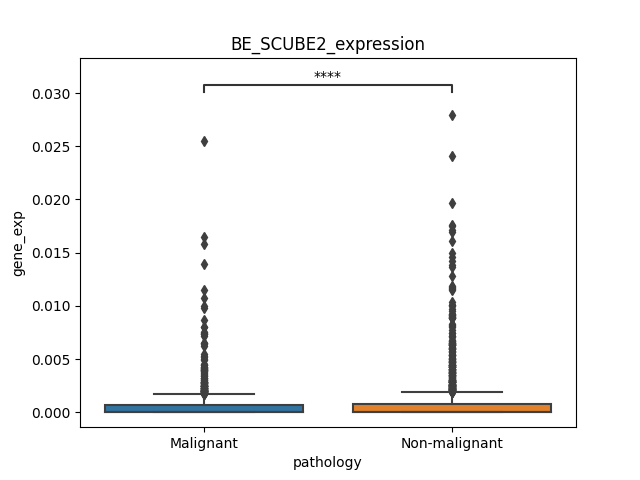 BE_SCUBE2_expression
****
0.030
0.025
0.020
0.015
0.010
0.005
0.000
gene_exp
Malignant
Non-malignant
pathology